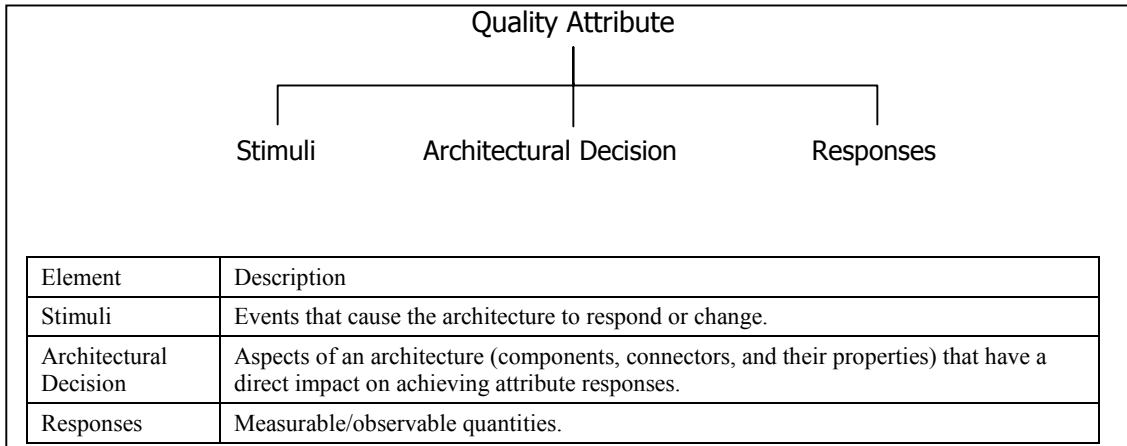 Quality Attribute
Stimuli Architectural Decision Responses
Element Description
Stimuli Events that cause the architecture to respond or change.
Architectural Aspects of an architecture (components, connectors, and their properties) that have a
Decision direct impact on achieving attribute responses.
Responses Measurable/observable quantities.